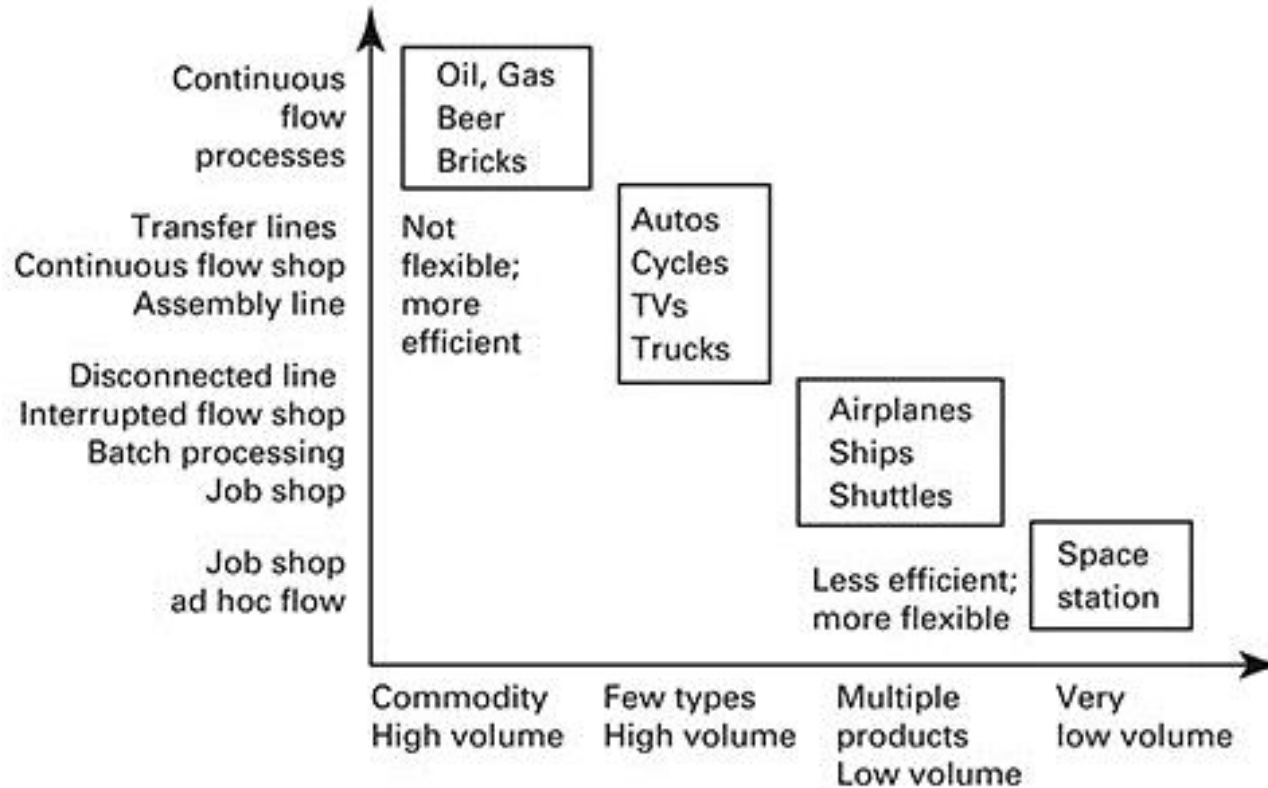 Continuous
flow
processes
Oil, Gas
Beer
Bricks
Transfer lines
Continuous flow shop
Assembly line
Not
flexible;
more
efficient
Autos
Cycles
TVs
Trucks
Disconnected line
Interrupted flow shop
Batch processing
Job shop
Airplanes
Ships
Shuttles
Job shop
ad hoc flow
Less efficient;
more flexible
Space
station
Commodity
High volume
Few types
High volume
Multiple
products
Low volume
Very
low volume